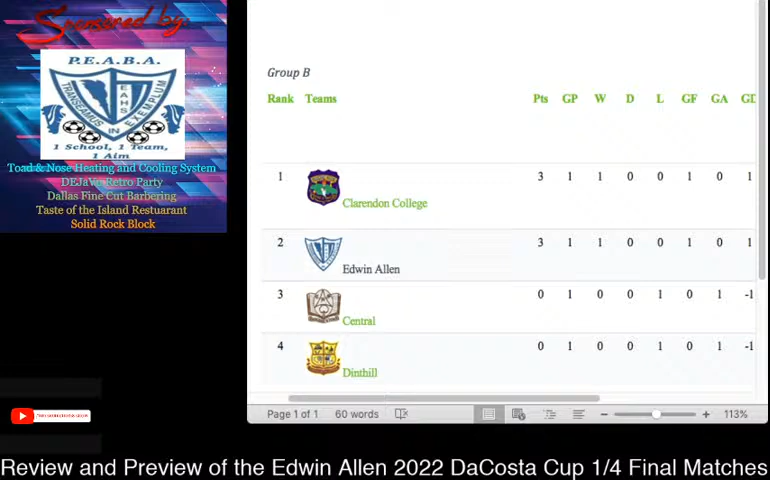 Sponsored by:
P.E.A.B.A.
TRANSEAMUS IN EXEMPLUM
EAHS
1 School, 1 Team,
1 Aim
Toad & Nose Heating and Cooling System
DEJaVu Retro Party
Dallas Fine Cut Barbering
Taste of the Island Restuarant
Solid Rock Block
Group B
Rank Teams Pts GP W D L GF GA GD
1 Clarendon College 3 1 1 0 0 1 0 1
2 Edwin Allen 3 1 1 0 0 1 0 1
3 Central 0 1 0 0 1 0 1 -1
4 Dinthill 0 1 0 0 1 0 1 -1
Page 1 of 1 60 words 113%
Review and Preview of the Edwin Allen 2022 DaCosta Cup 1/4 Final Matches